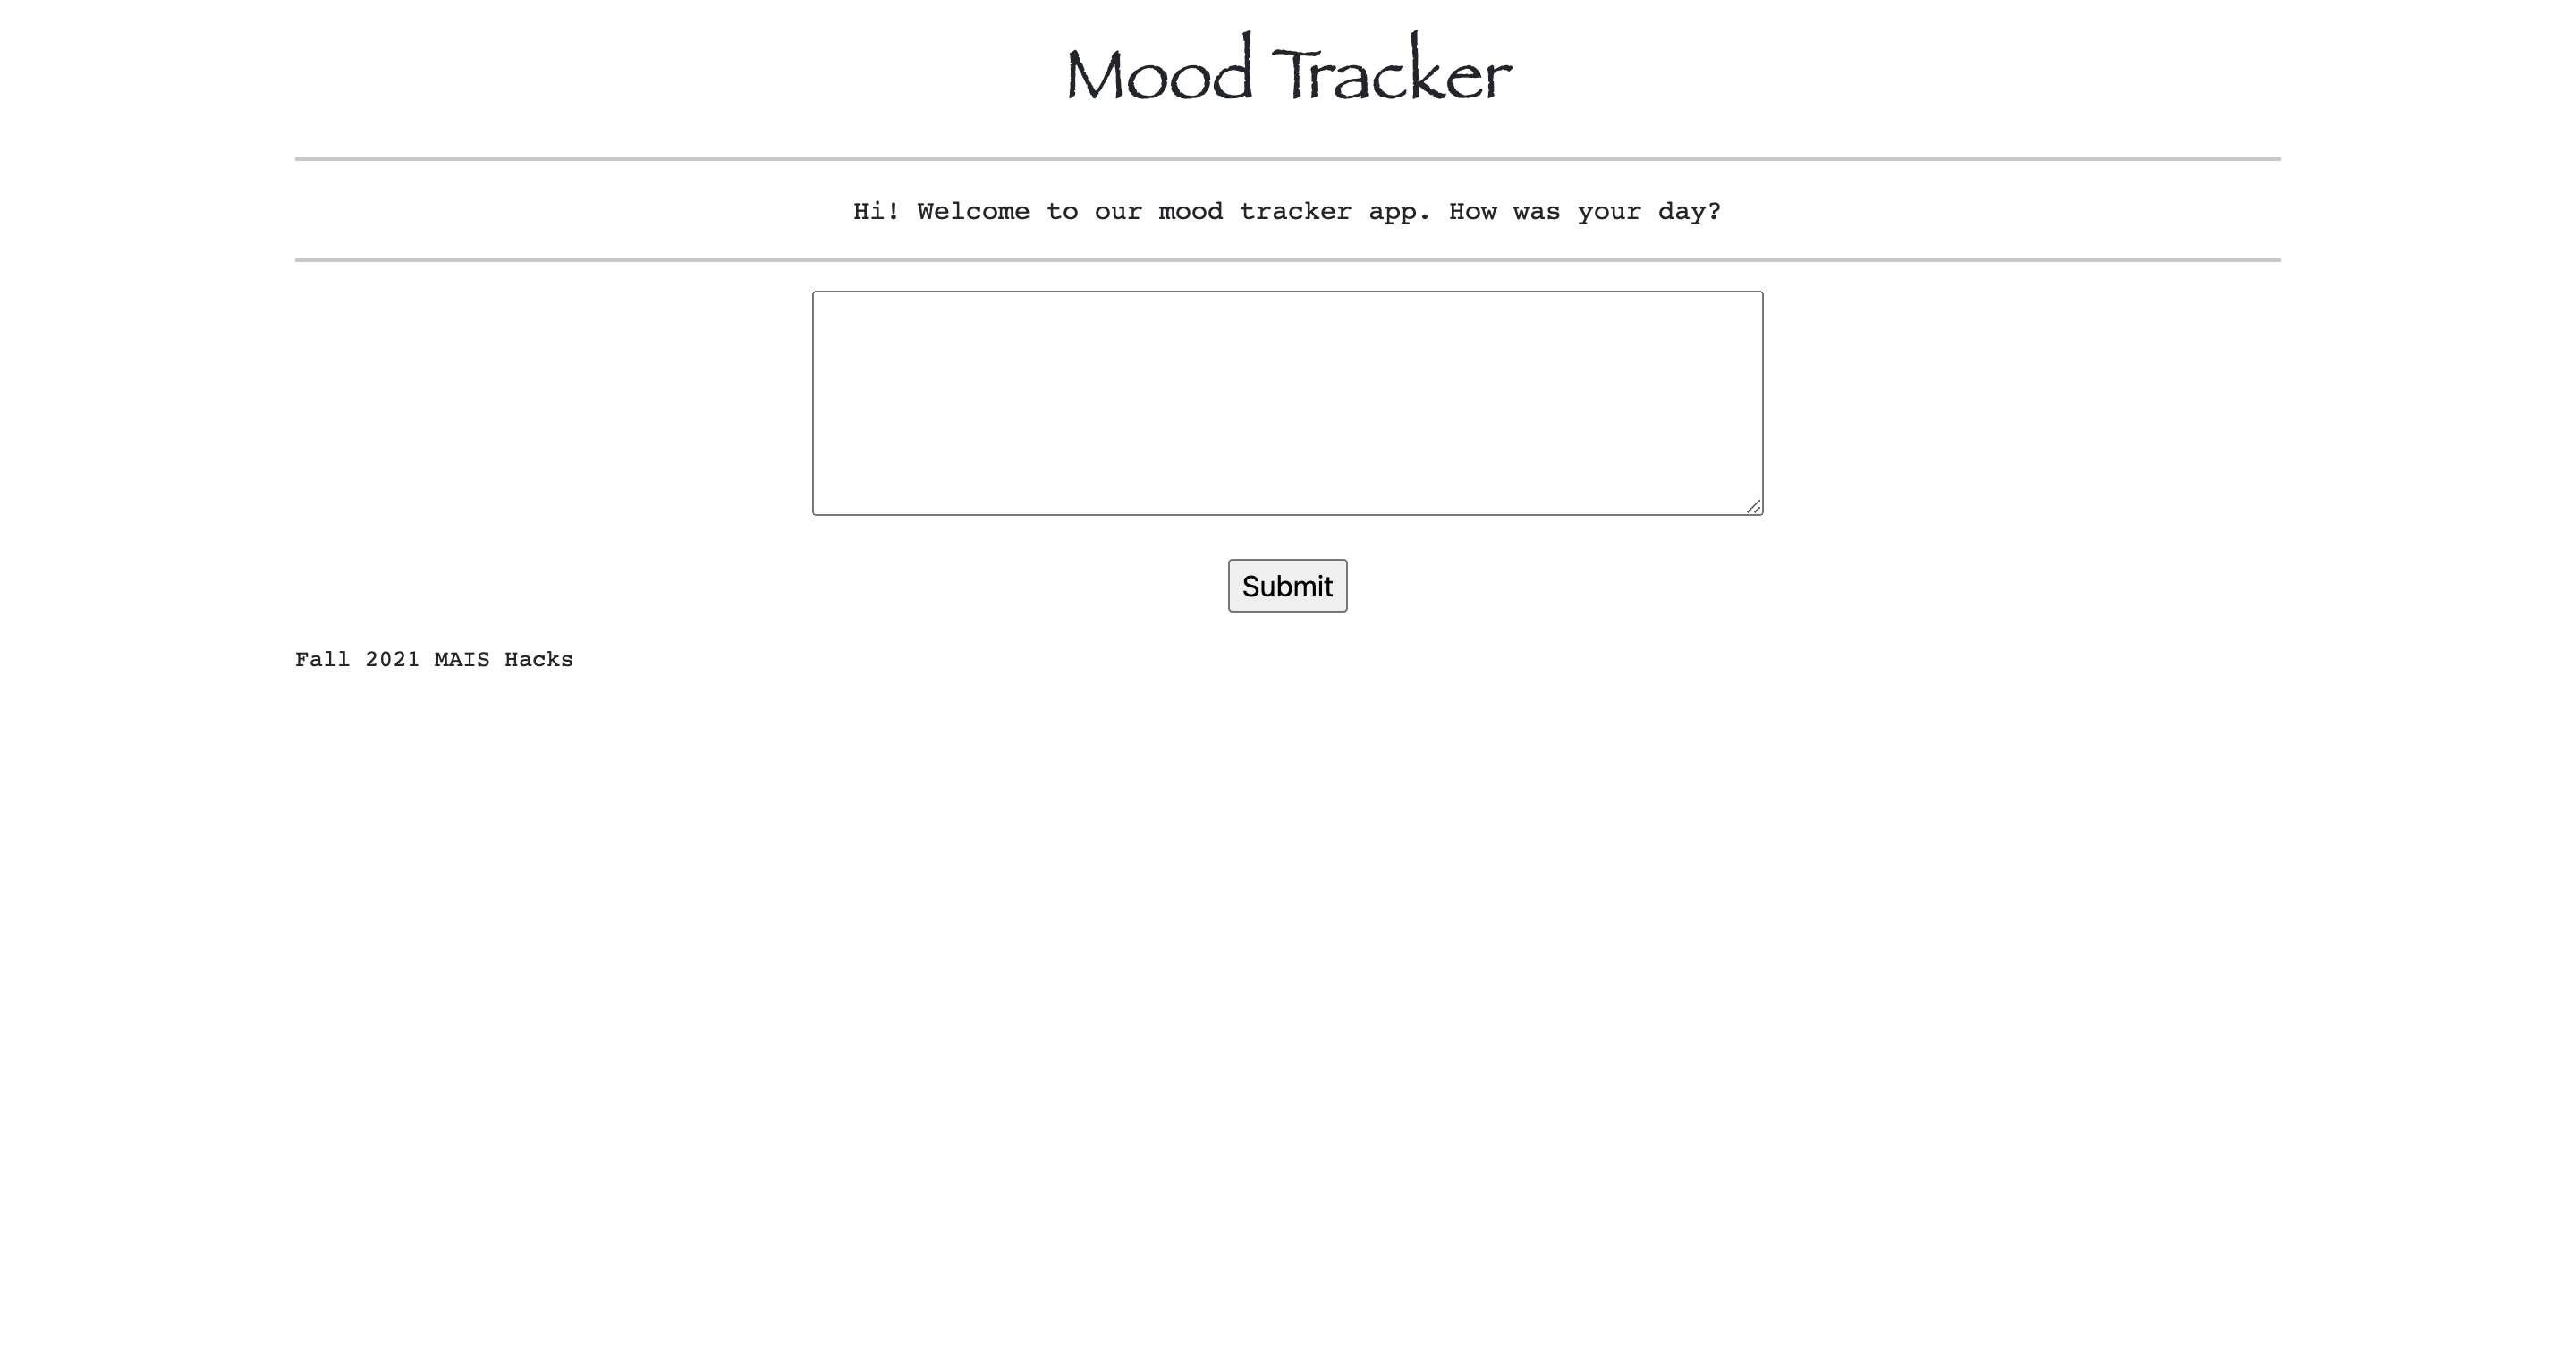 Mood Tracker
Hi! Welcome to our mood tracker app. How was your day?
Submit
Fall 2021 MAIS Hacks